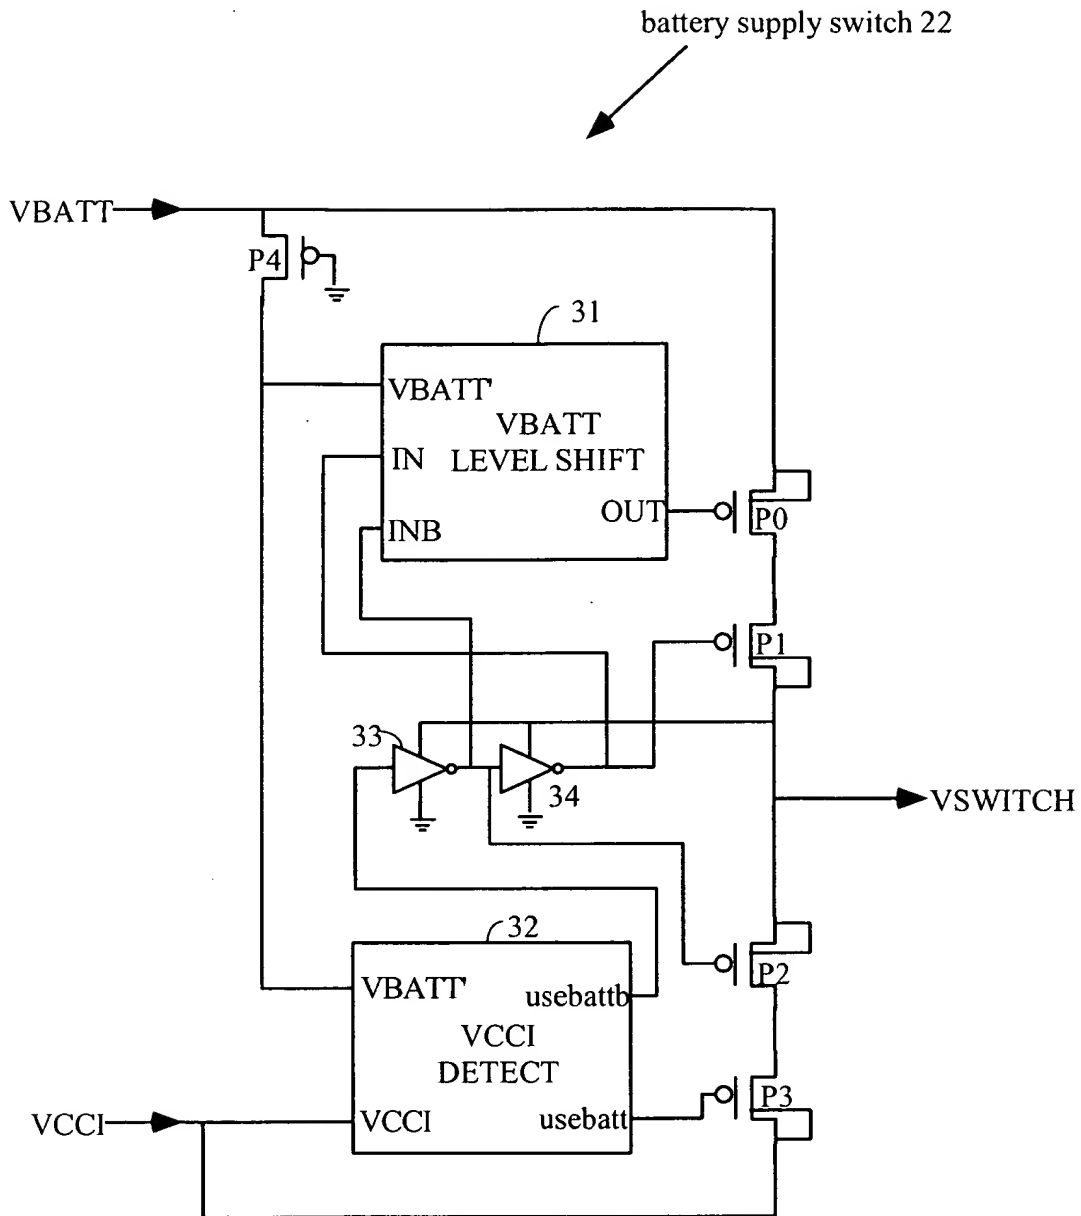 battery supply switch 22
VBATT
P4
31
VBATT'
VBATT
LEVEL SHIFT
IN
OUT
INB
P0
P1
33
34
VSWITCH
32
VBATT'
usebattb
P2
VCCI
DETECT
P3
VCCI
VCCI
usebatt